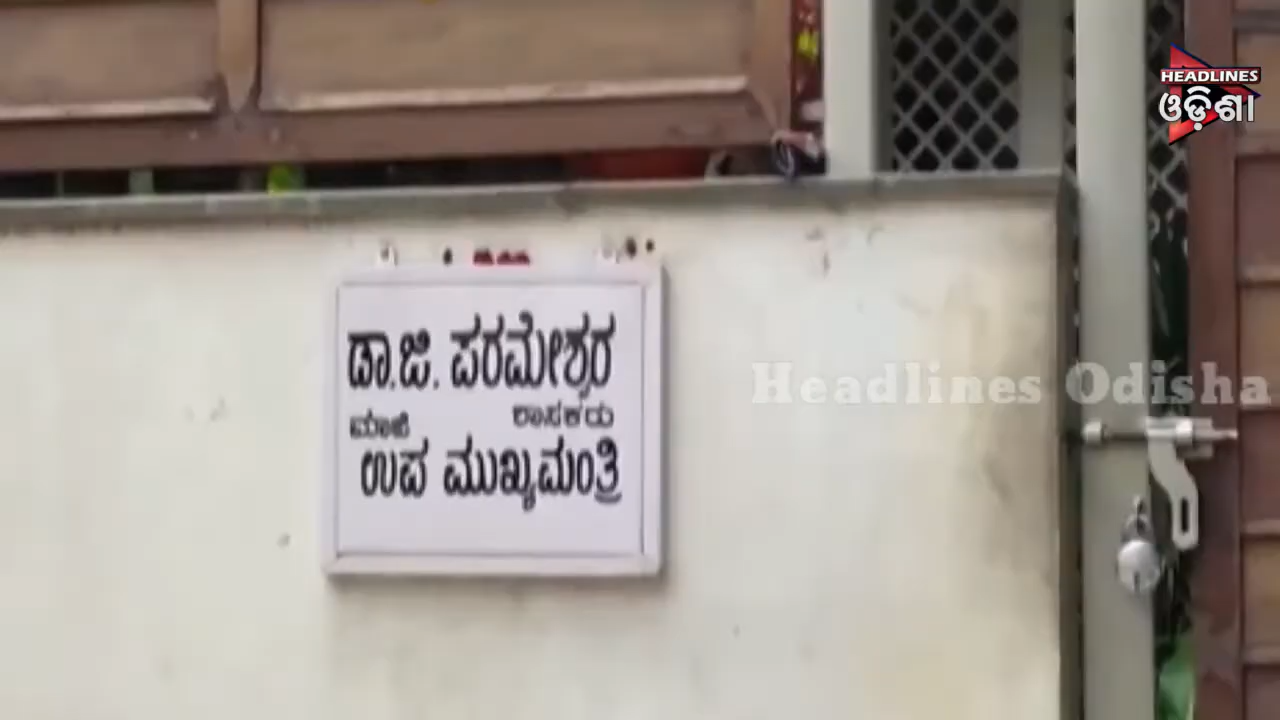 HEADLINES
ଓଡ଼ିଶା
ಡಾ.ಜಿ. ಪರಮೇಶ್ವರ
ಶಾಸಕರು
ಮಾಜಿ
ಉಪ ಮುಖ್ಯಮಂತ್ರಿ
Headlines Odisha